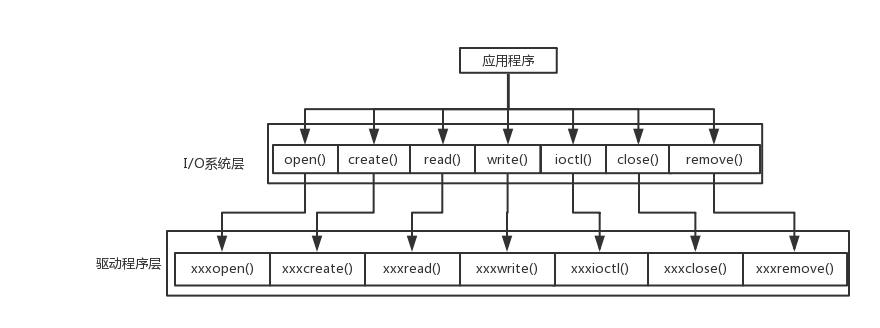 应用程序
I/O系统层
open() create() read() write() ioctl() close() remove()
驱动程序层
xxxopen() xxxcreate() xxxread() xxxwrite() xxxioctl() xxxclose() xxxremove()